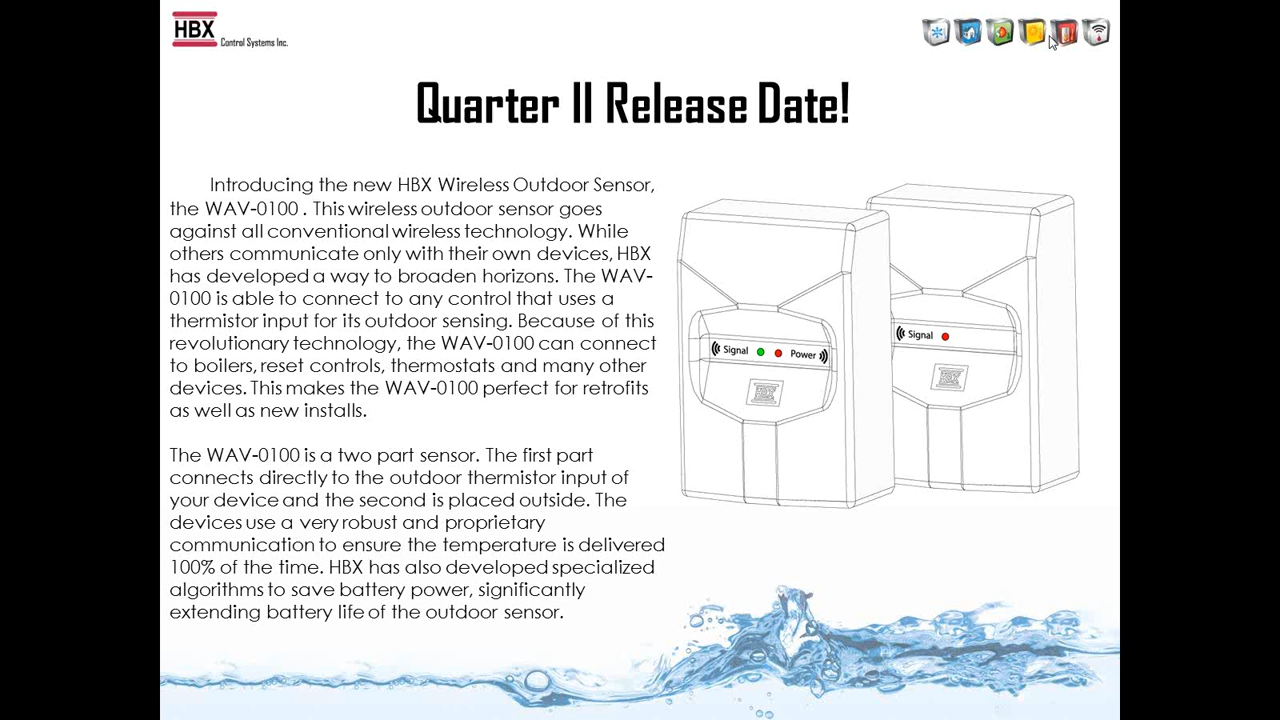 HBX
Control Systems Inc.
Quarter II Release Date!
Introducing the new HBX Wireless Outdoor Sensor,
the WAV-0100 . This wireless outdoor sensor goes
against all conventional wireless technology. While
others communicate only with their own devices, HBX
has developed a way to broaden horizons. The WAV-
0100 is able to connect to any control that uses a
thermistor input for its outdoor sensing. Because of this
revolutionary technology, the WAV-0100 can connect
to boilers, reset controls, thermostats and many other
devices. This makes the WAV-0100 perfect for retrofits
as well as new installs.
The WAV-0100 is a two part sensor. The first part
connects directly to the outdoor thermistor input of
your device and the second is placed outside. The
devices use a very robust and proprietary
communication to ensure the temperature is delivered
100% of the time. HBX has also developed specialized
algorithms to save battery power, significantly
extending battery life of the outdoor sensor.
Signal Power
HBX
Signal
HBX